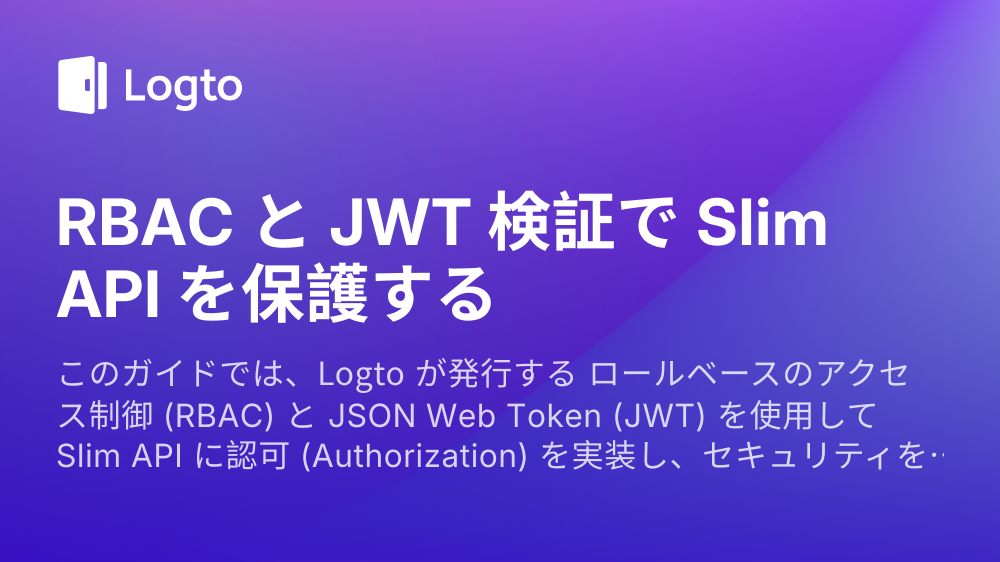 Logto
RBAC と JWT 検証で Slim
API を保護する
このガイドでは、Logto が発行する ロールベースのアクセ
ス制御 (RBAC) と JSON Web Token (JWT) を使用して
Slim API に認可 (Authorization) を実装し、セキュリティを…